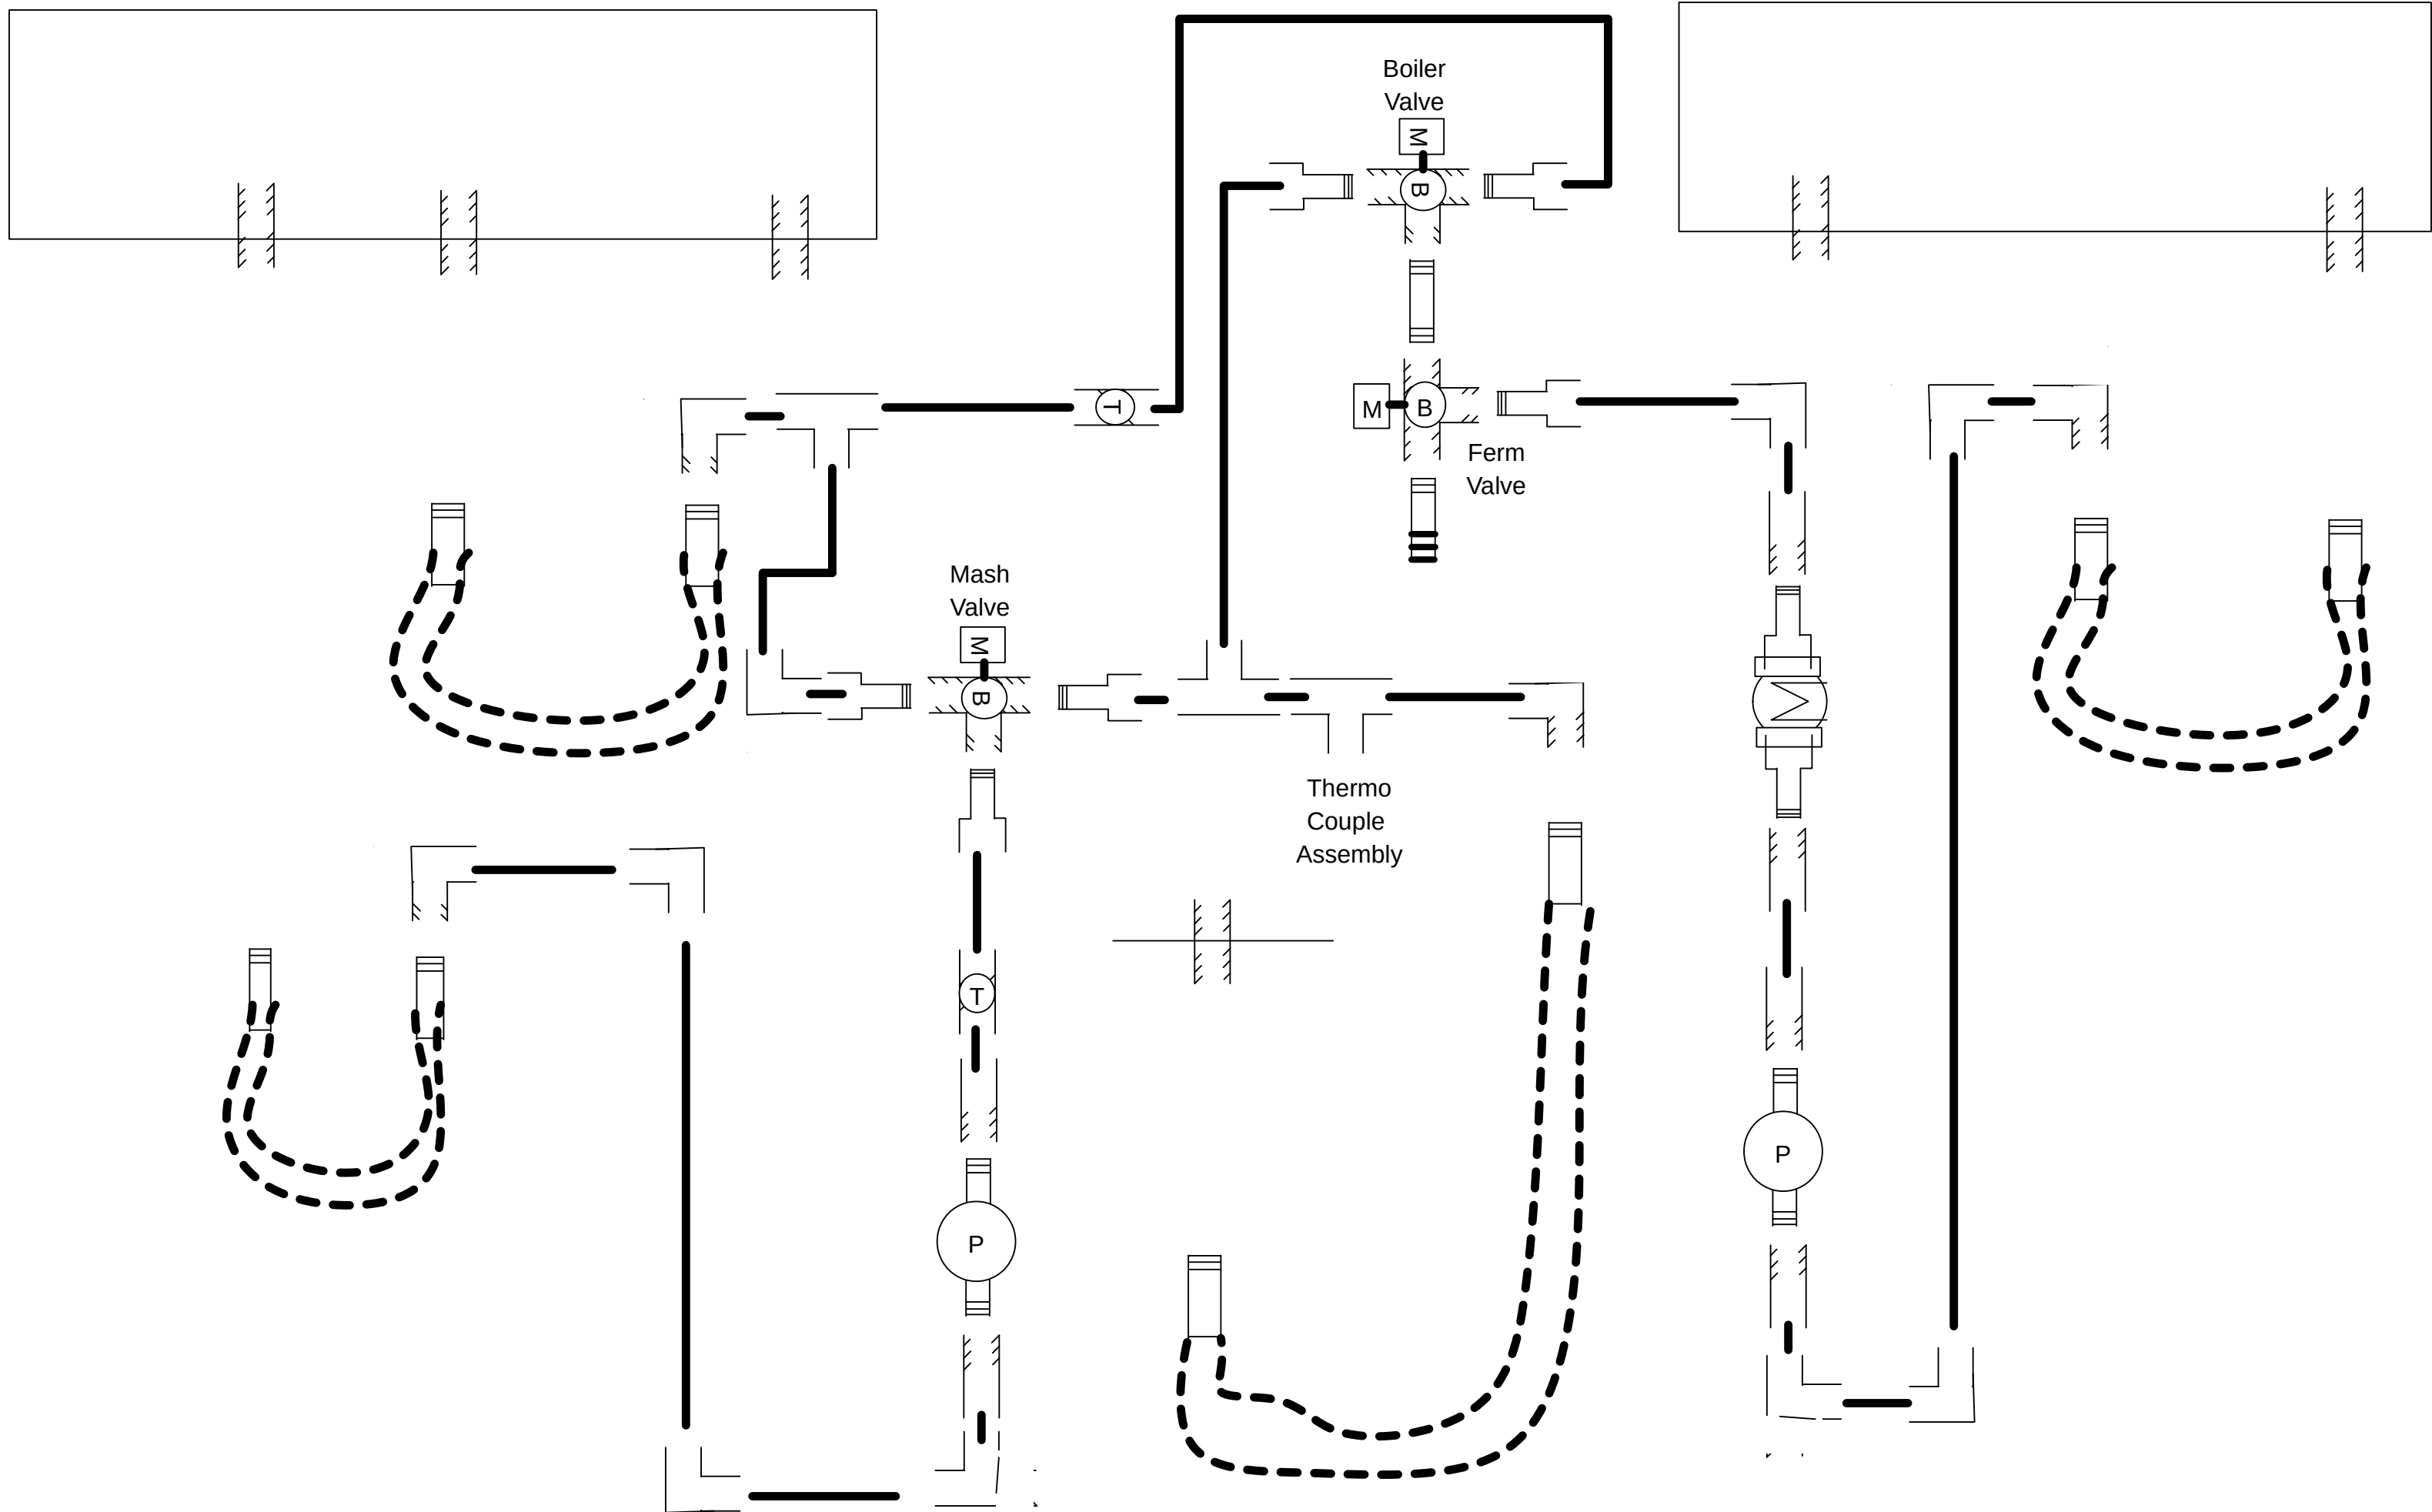 Boiler
Valve
M
B
T
M
B
Ferm
Valve
Mash
Valve
M
B
Thermo
Couple
Assembly
T
P
P